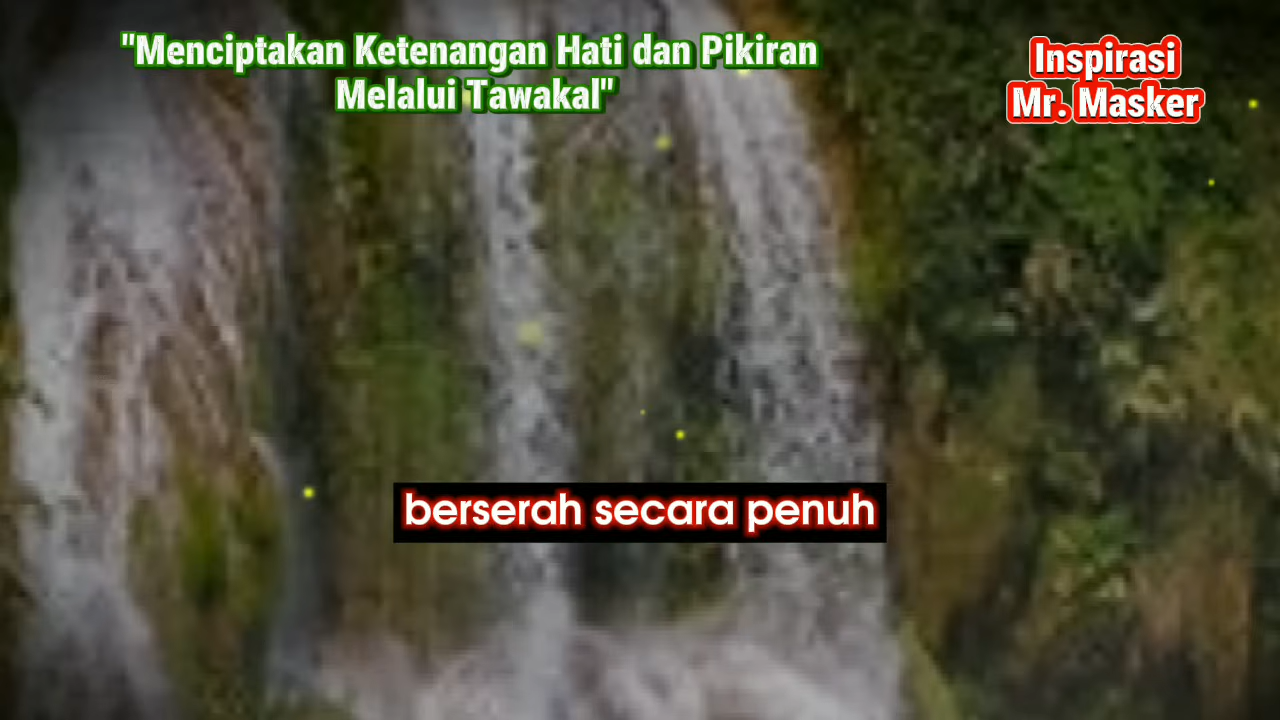 "Menciptakan Ketenangan Hati dan Pikiran
Melalui Tawakal"
Inspirasi
Mr. Masker
berserah secara penuh